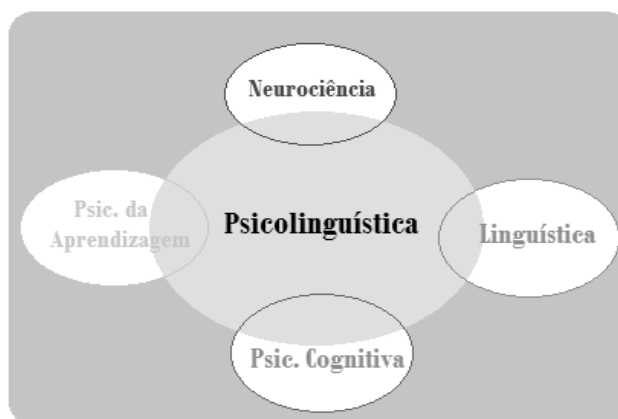 Neurociência
Psic. da
Aprendizagem
Psicolinguística
Linguística
Psic. Cognitiva